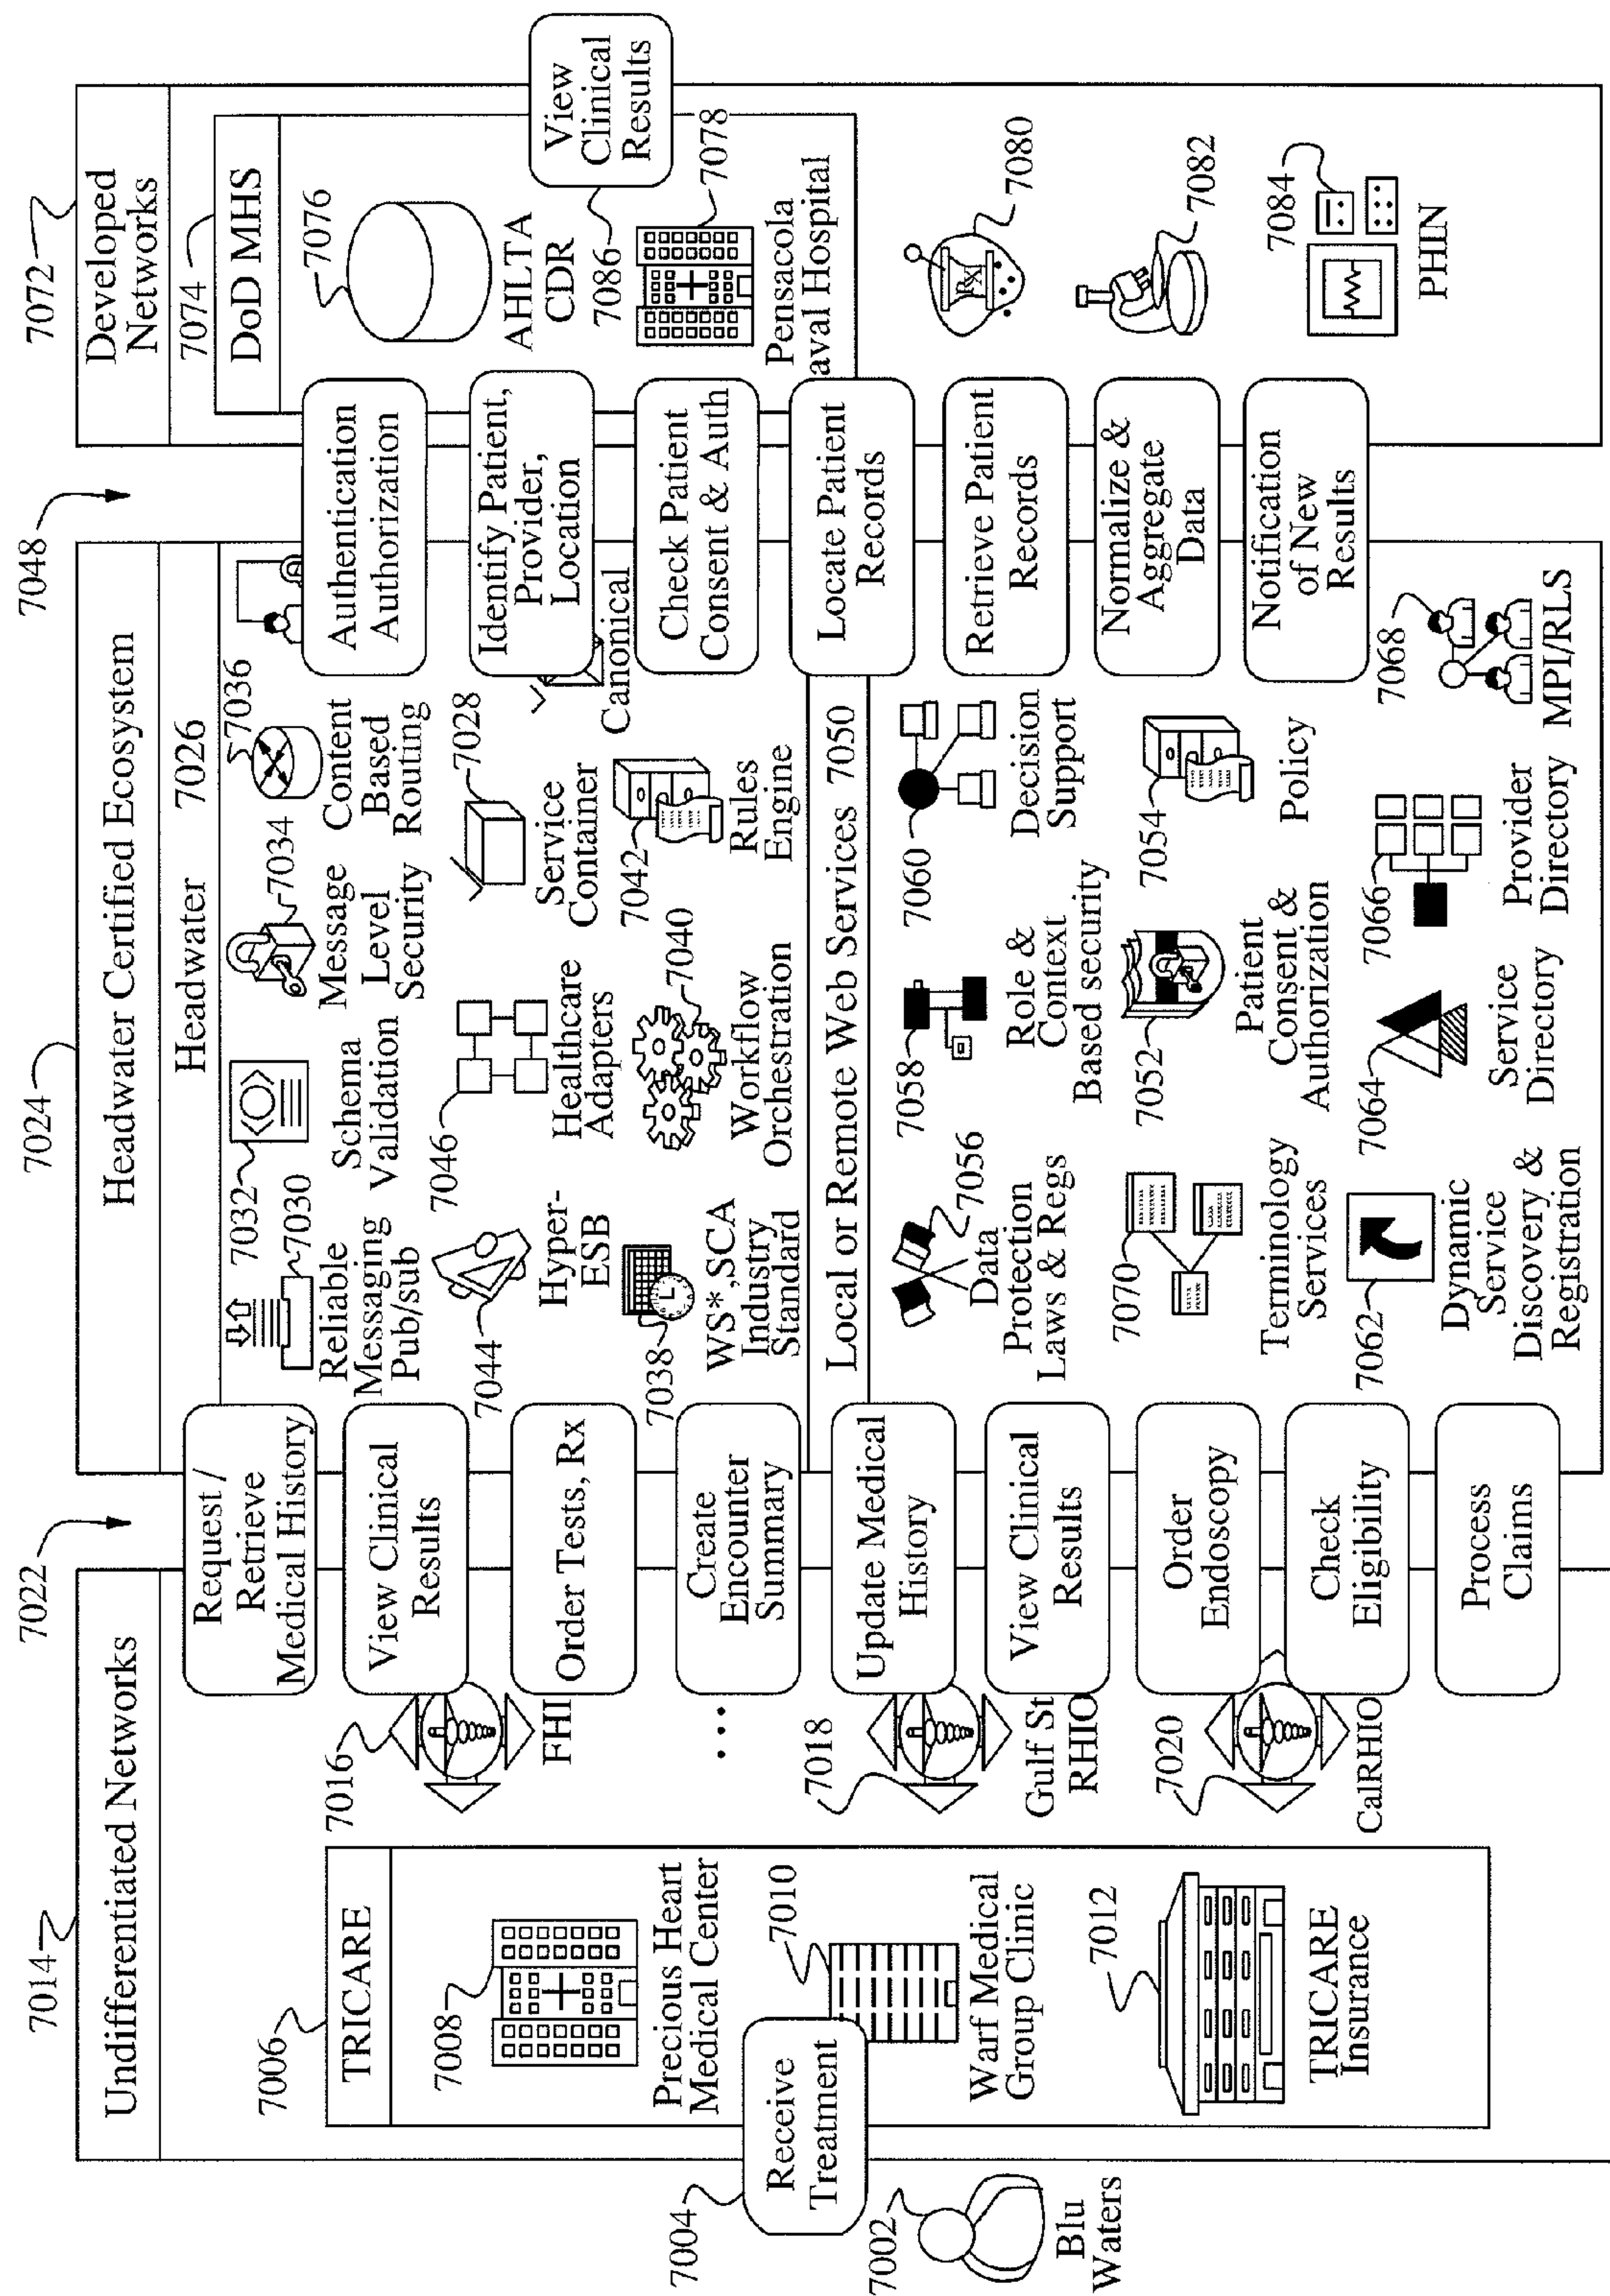 7014
Undifferentiated Networks
7006
TRICARE
7008
Precious Heart
Medical Center
7010
Warf Medical
Group Clinic
7012
TRICARE
Insurance
7004
Receive
Treatment
7002
Blu
Waters
7016
FHI
...
7018
Gulf St
RHIO
7020
CalRHIO
7022
Request /
Retrieve
Medical History
View Clinical
Results
Order Tests, Rx
Create
Encounter
Summary
Update Medical
History
View Clinical
Results
Order
Endoscopy
Check
Eligibility
Process
Claims
7024
Headwater Certified Ecosystem
Headwater 7026
7030
Reliable
Messaging
Pub/sub
7032
Schema
Validation
7034
Message
Level
Security
7036
Content
Based
Routing
7044
Hyper-
ESB
7046
Healthcare
Adapters
7028
Service
Container
Canonical
7038
WS*,SCA
Industry
Standard
7040
Workflow
Orchestration
7042
Rules
Engine
Local or Remote Web Services 7050
7056
Data
Protection
Laws & Regs
7058
Role &
Context
Based security
7060
Decision
Support
7070
Terminology
Services
7052
Patient
Consent &
Authorization
7054
Policy
7062
Dynamic
Service
Discovery &
Registration
7064
Service
Directory
7066
Provider
Directory
7068
MPI/RLS
7048
Authentication
Authorization
Identify Patient,
Provider,
Location
Check Patient
Consent & Auth
Locate Patient
Records
Retrieve Patient
Records
Normalize &
Aggregate
Data
Notification
of New
Results
7072
Developed
Networks
7074
DoD MHS
7076
AHLTA
CDR
7086
View
Clinical
Results
7078
Pensacola
aval Hospital
7080
Rx
7082
7084
PHIN